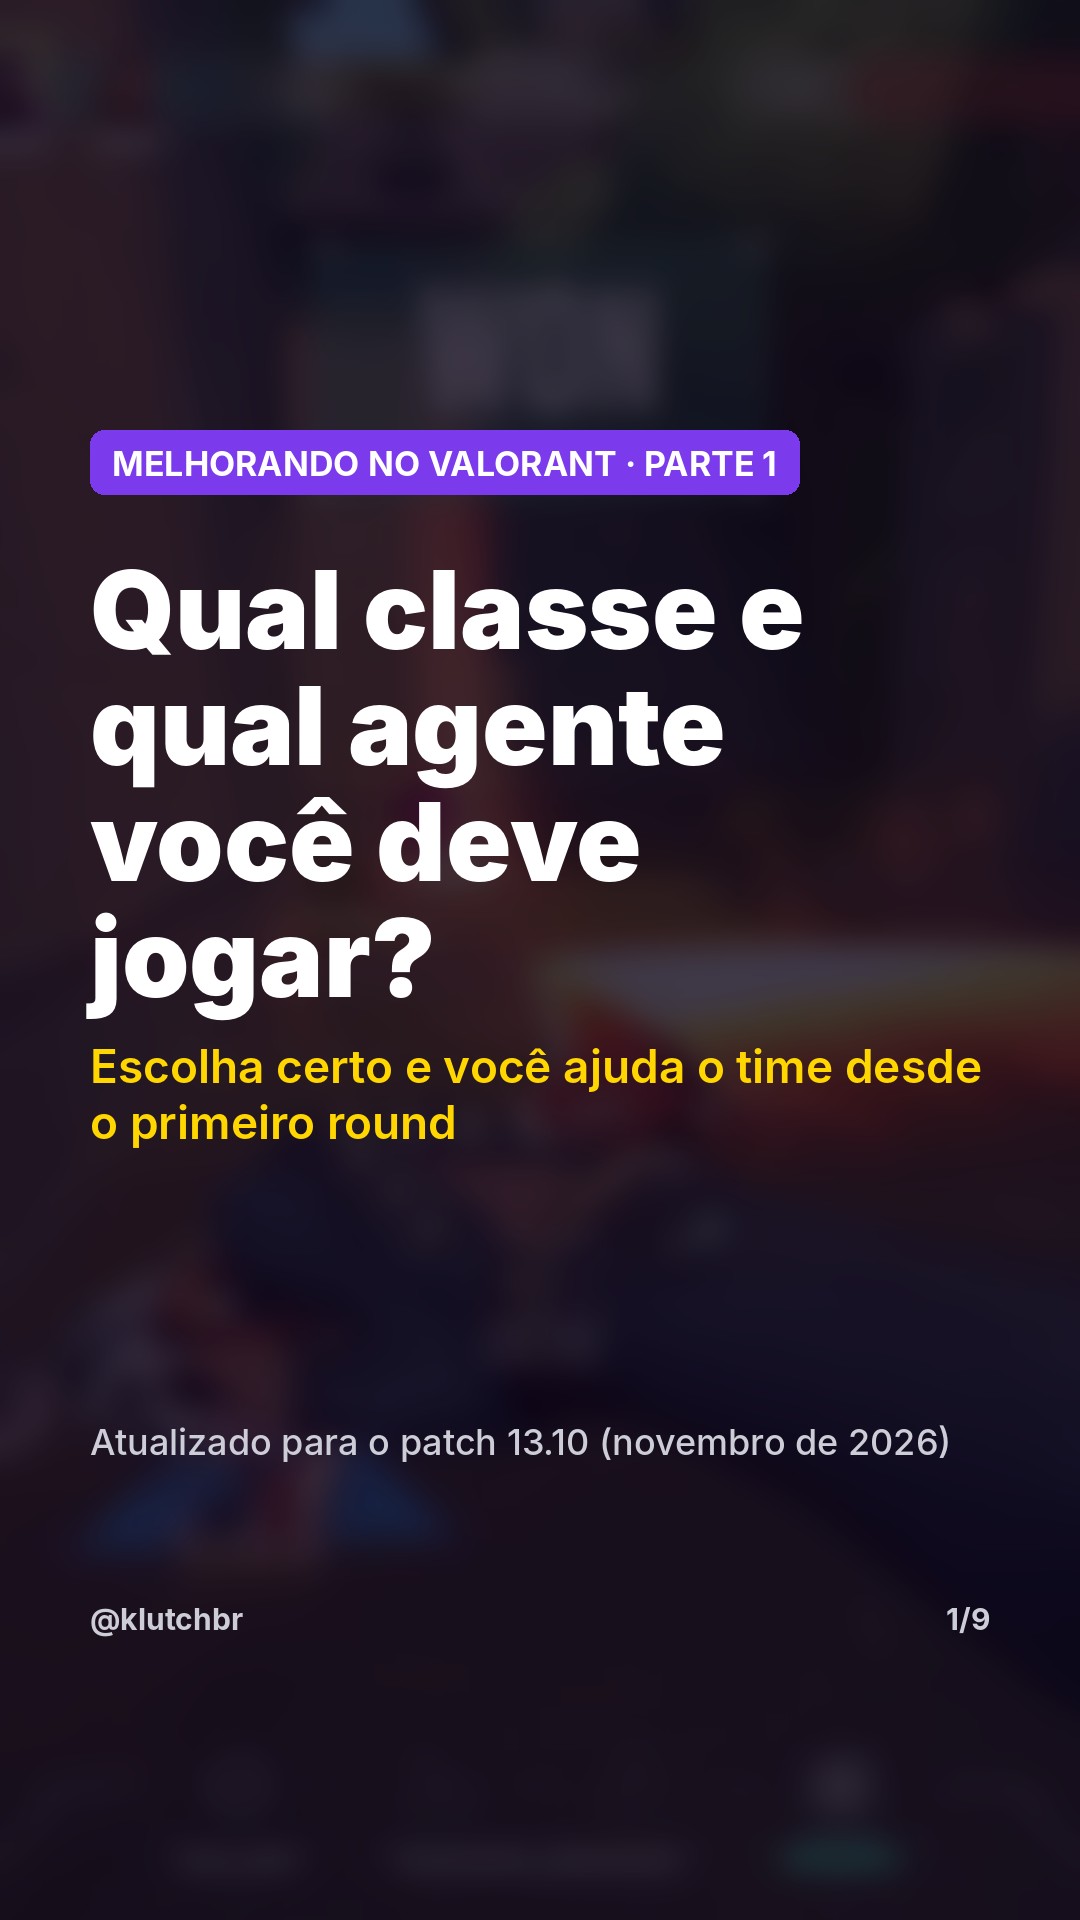 MELHORANDO NO VALORANT · PARTE 1
Qual classe e
qual agente
você deve
jogar?
Escolha certo e você ajuda o time desde
o primeiro round
Atualizado para o patch 13.10 (novembro de 2026)
@klutchbr
1/9